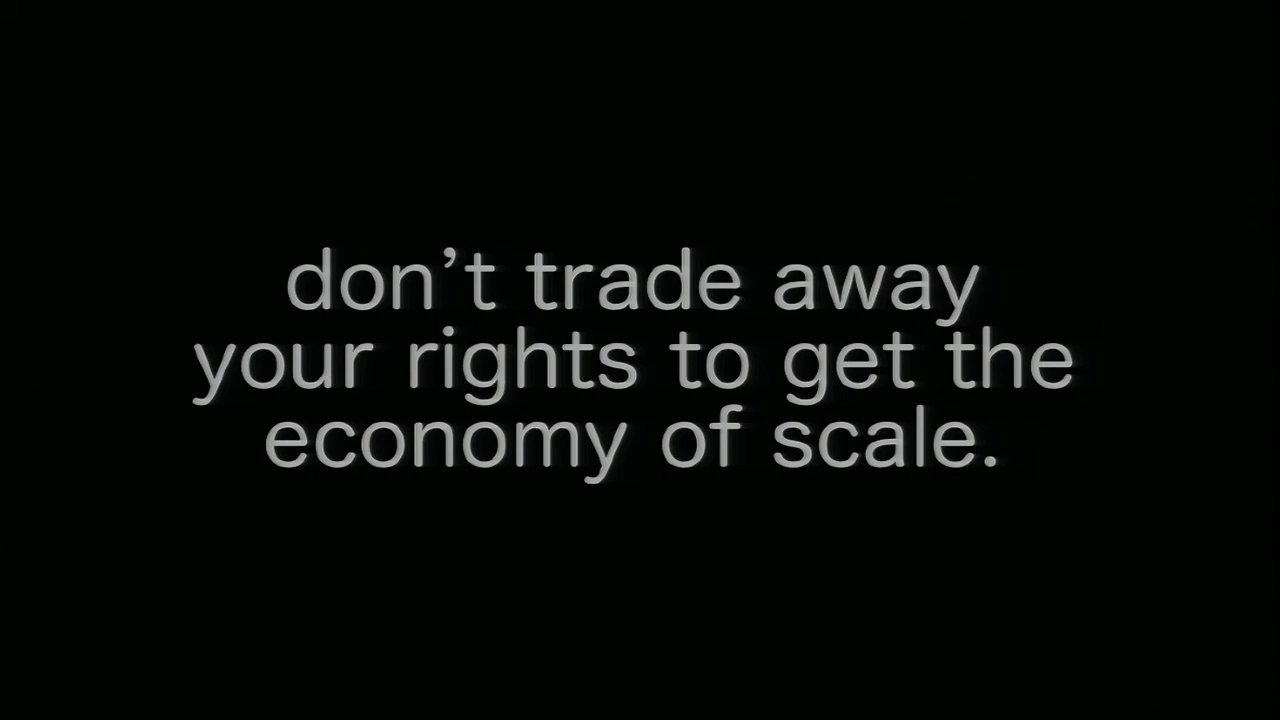 don’t trade away
your rights to get the
economy of scale.